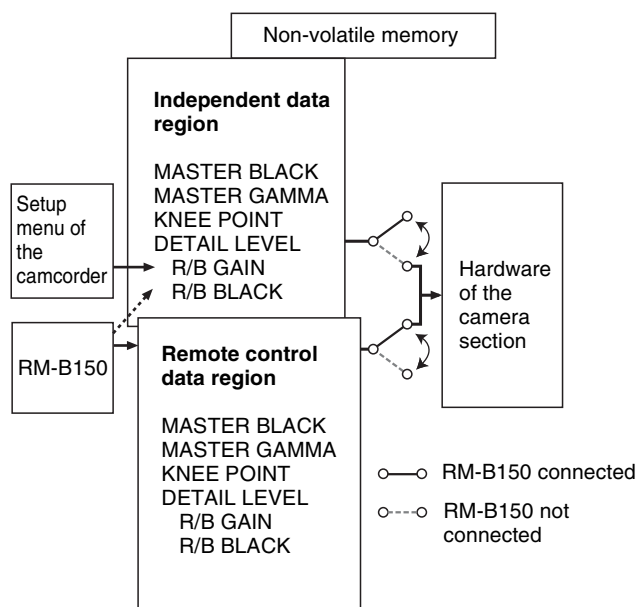 Non-volatile memory
Independent data
region
MASTER BLACK
MASTER GAMMA
KNEE POINT
DETAIL LEVEL
R/B GAIN
R/B BLACK
Setup
menu of
the
camcorder
RM-B150
Remote control
data region
MASTER BLACK
MASTER GAMMA
KNEE POINT
DETAIL LEVEL
R/B GAIN
R/B BLACK
Hardware
of the
camera
section
RM-B150 connected
RM-B150 not
connected